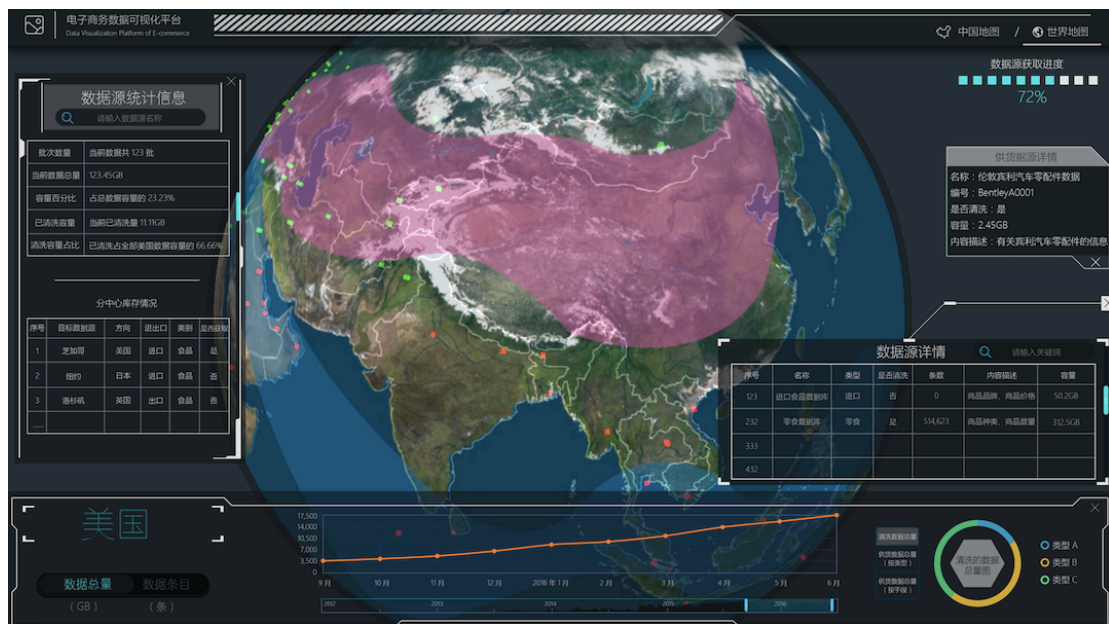 电子商务数据可视化平台
Data Visualization Platform of E-commerce
中国地图 / 世界地图
数据源获取进度
72%
数据源统计信息
请输入数据源名称
批次数量 当前数据共 123 批
当前数据总量 123.45GB
容量百分比 占总数据容量的 23.23%
已清洗容量 当前已清洗量 11.11GB
清洗容量占比 已清洗占全部美国数据容量的 66.66%
分中心库存情况
序号 目标数据源 方向 进出口 类别 是否获取
1 芝加哥 美国 进口 食品 是
2 纽约 日本 进口 食品 否
3 洛杉机 英国 出口 食品 否
......
供货据源详情
名称：伦敦宾利汽车零配件数据
编号：BentleyA0001
是否清洗：是
容量：2.45GB
内容描述：有关宾利汽车零配件的信息
数据源详情
请输入关键词
序号 名称 类型 是否清洗 条数 内容描述 容量
123 进口食品数据库 进口 否 0 商品品牌、商品价格 50.2GB
232 零食数据库 零食 是 514,623 商品种类、商品数量 312.5GB
333
432
美国
数据总量 数据条目
(GB) (条)
17,500
14,000
10,500
7,000
3,500
0
9月 10月 11月 12月 2016年1月 2月 3月 4月 5月 6月
2012 2013 2014 2015 2016
清洗数据总量
供货数据总量
(按类型)
供货数据总量
(按字段)
清洗的数据
总量图
类型 A
类型 B
类型 C